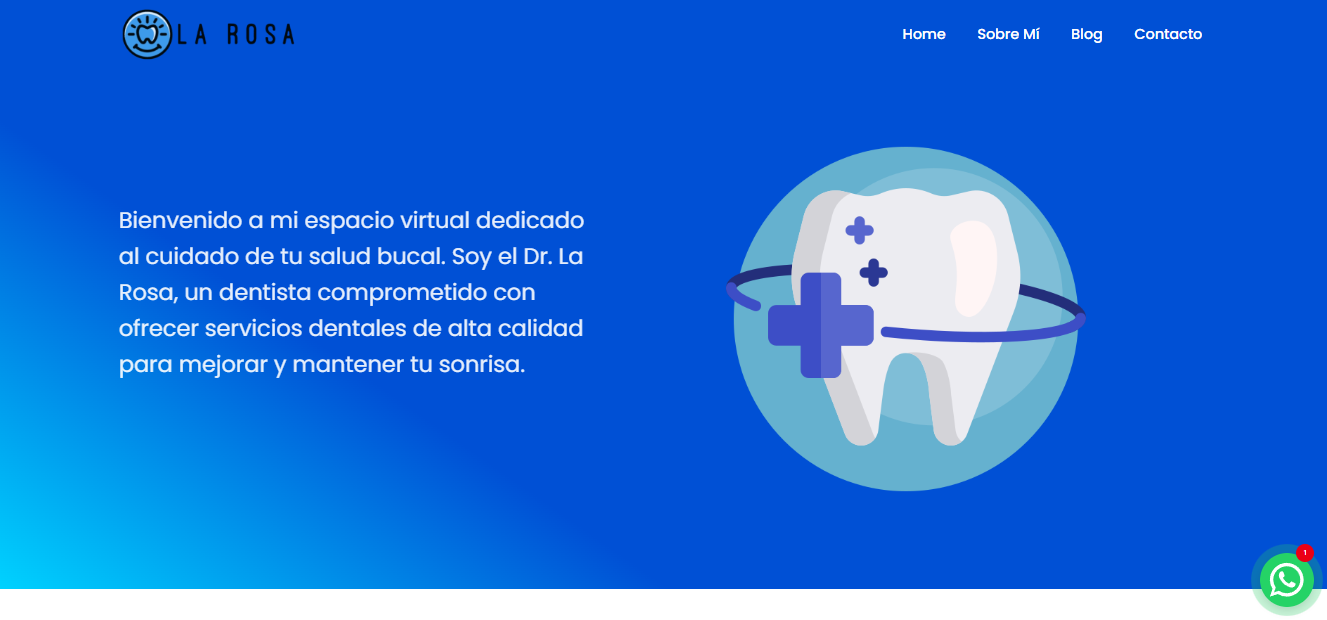 LA ROSA
Home Sobre Mí Blog Contacto
Bienvenido a mi espacio virtual dedicado
al cuidado de tu salud bucal. Soy el Dr. La
Rosa, un dentista comprometido con
ofrecer servicios dentales de alta calidad
para mejorar y mantener tu sonrisa.
1